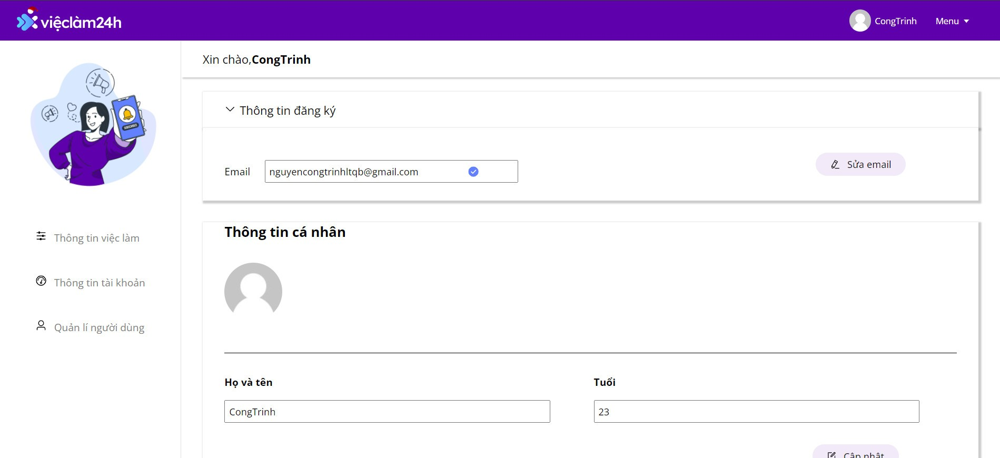 việclàm24h
CongTrinh
Menu
Xin chào,CongTrinh
Thông tin đăng ký
Email
nguyencongtrinhltqb@gmail.com
Sửa email
Thông tin việc làm
Thông tin tài khoản
Quản lí người dùng
Thông tin cá nhân
Họ và tên
Tuổi
CongTrinh
23
Cập nhật